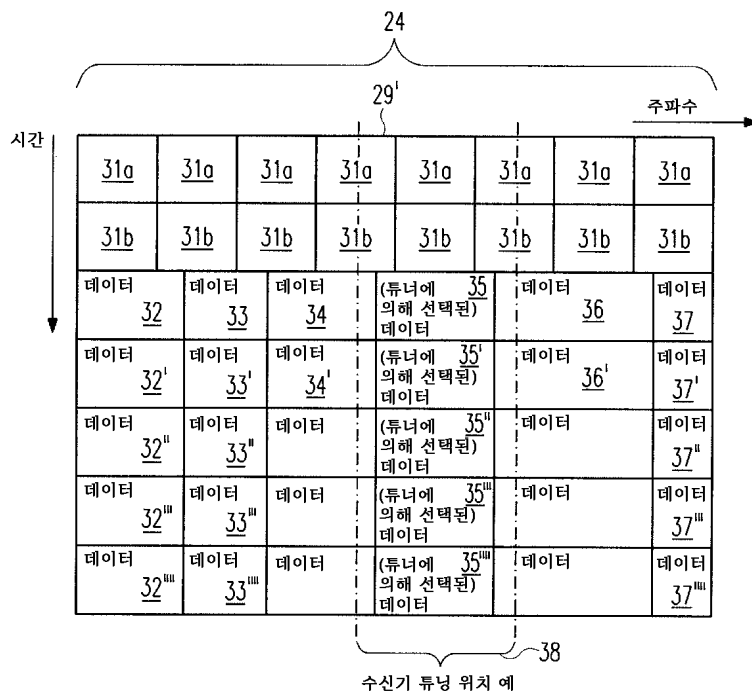 24
29'
주파수
시간
31a 31a 31a 31a 31a 31a 31a 31a
31b 31b 31b 31b 31b 31b 31b 31b
데이터 32 데이터 33 데이터 34 (튜너에 의해 선택된) 데이터 35 데이터 36 데이터 37
데이터 32' 데이터 33' 데이터 34' (튜너에 의해 선택된) 데이터 35' 데이터 36' 데이터 37'
데이터 32'' 데이터 33'' 데이터 (튜너에 의해 선택된) 데이터 35'' 데이터 데이터 37''
데이터 32''' 데이터 33''' 데이터 (튜너에 의해 선택된) 데이터 35''' 데이터 데이터 37'''
데이터 32'''' 데이터 33'''' 데이터 (튜너에 의해 선택된) 데이터 35'''' 데이터 데이터 37''''
38
수신기 튜닝 위치 예